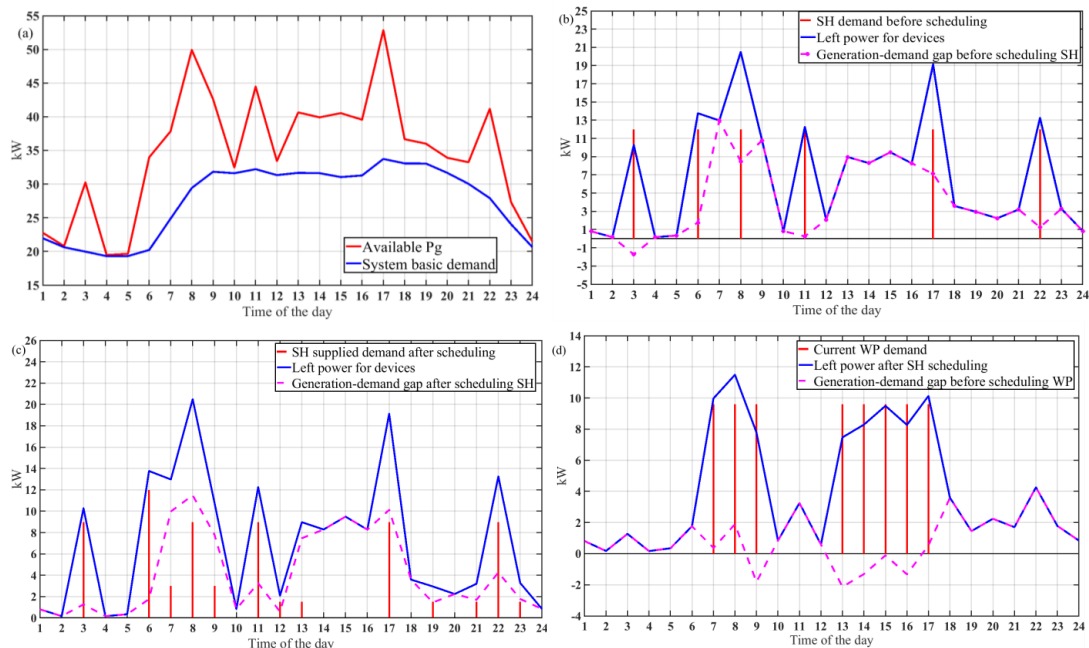 (a)
55
50
45
40
35
30
25
20
15
kW
Available Pg
System basic demand
1 2 3 4 5 6 7 8 9 10 11 12 13 14 15 16 17 18 19 20 21 22 23 24
Time of the day
(b)
25
23
21
19
17
15
13
11
9
7
5
3
1
-1
-3
-5
kW
SH demand before scheduling
Left power for devices
Generation-demand gap before scheduling SH
1 2 3 4 5 6 7 8 9 10 11 12 13 14 15 16 17 18 19 20 21 22 23 24
Time of the day
(c)
26
24
22
20
18
16
14
12
10
8
6
4
2
0
kW
SH supplied demand after scheduling
Left power for devices
Generation-demand gap after scheduling SH
1 2 3 4 5 6 7 8 9 10 11 12 13 14 15 16 17 18 19 20 21 22 23 24
Time of the day
(d)
14
12
10
8
6
4
2
0
-2
-4
kW
Current WP demand
Left power after SH scheduling
Generation-demand gap before scheduling WP
1 2 3 4 5 6 7 8 9 10 11 12 13 14 15 16 17 18 19 20 21 22 23 24
Time of the day